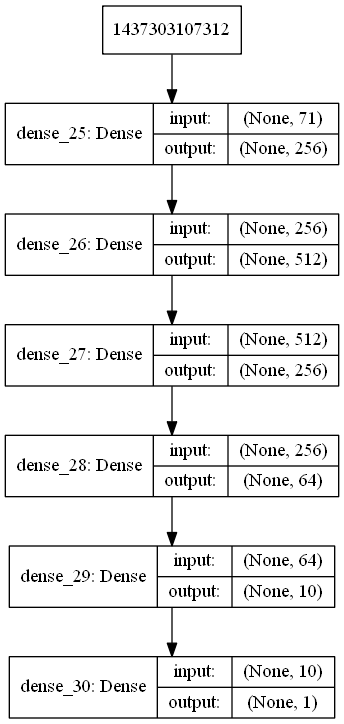 1437303107312
dense_25: Dense
input: (None, 71)
output: (None, 256)
dense_26: Dense
input: (None, 256)
output: (None, 512)
dense_27: Dense
input: (None, 512)
output: (None, 256)
dense_28: Dense
input: (None, 256)
output: (None, 64)
dense_29: Dense
input: (None, 64)
output: (None, 10)
dense_30: Dense
input: (None, 10)
output: (None, 1)